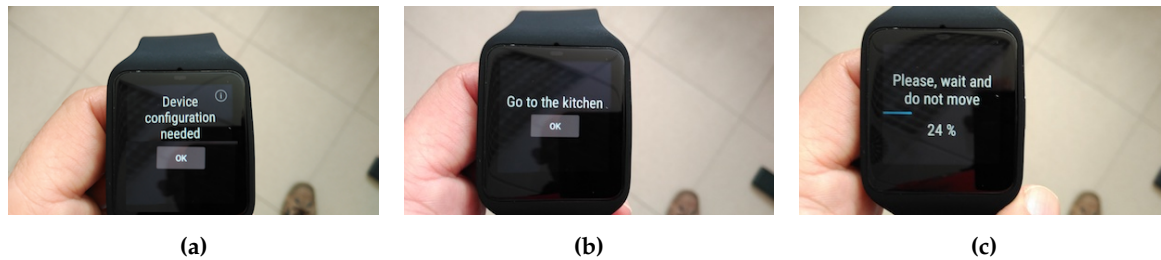 Device
configuration
needed
OK
(a)
Go to the kitchen
OK
(b)
Please, wait and
do not move
24 %
(c)